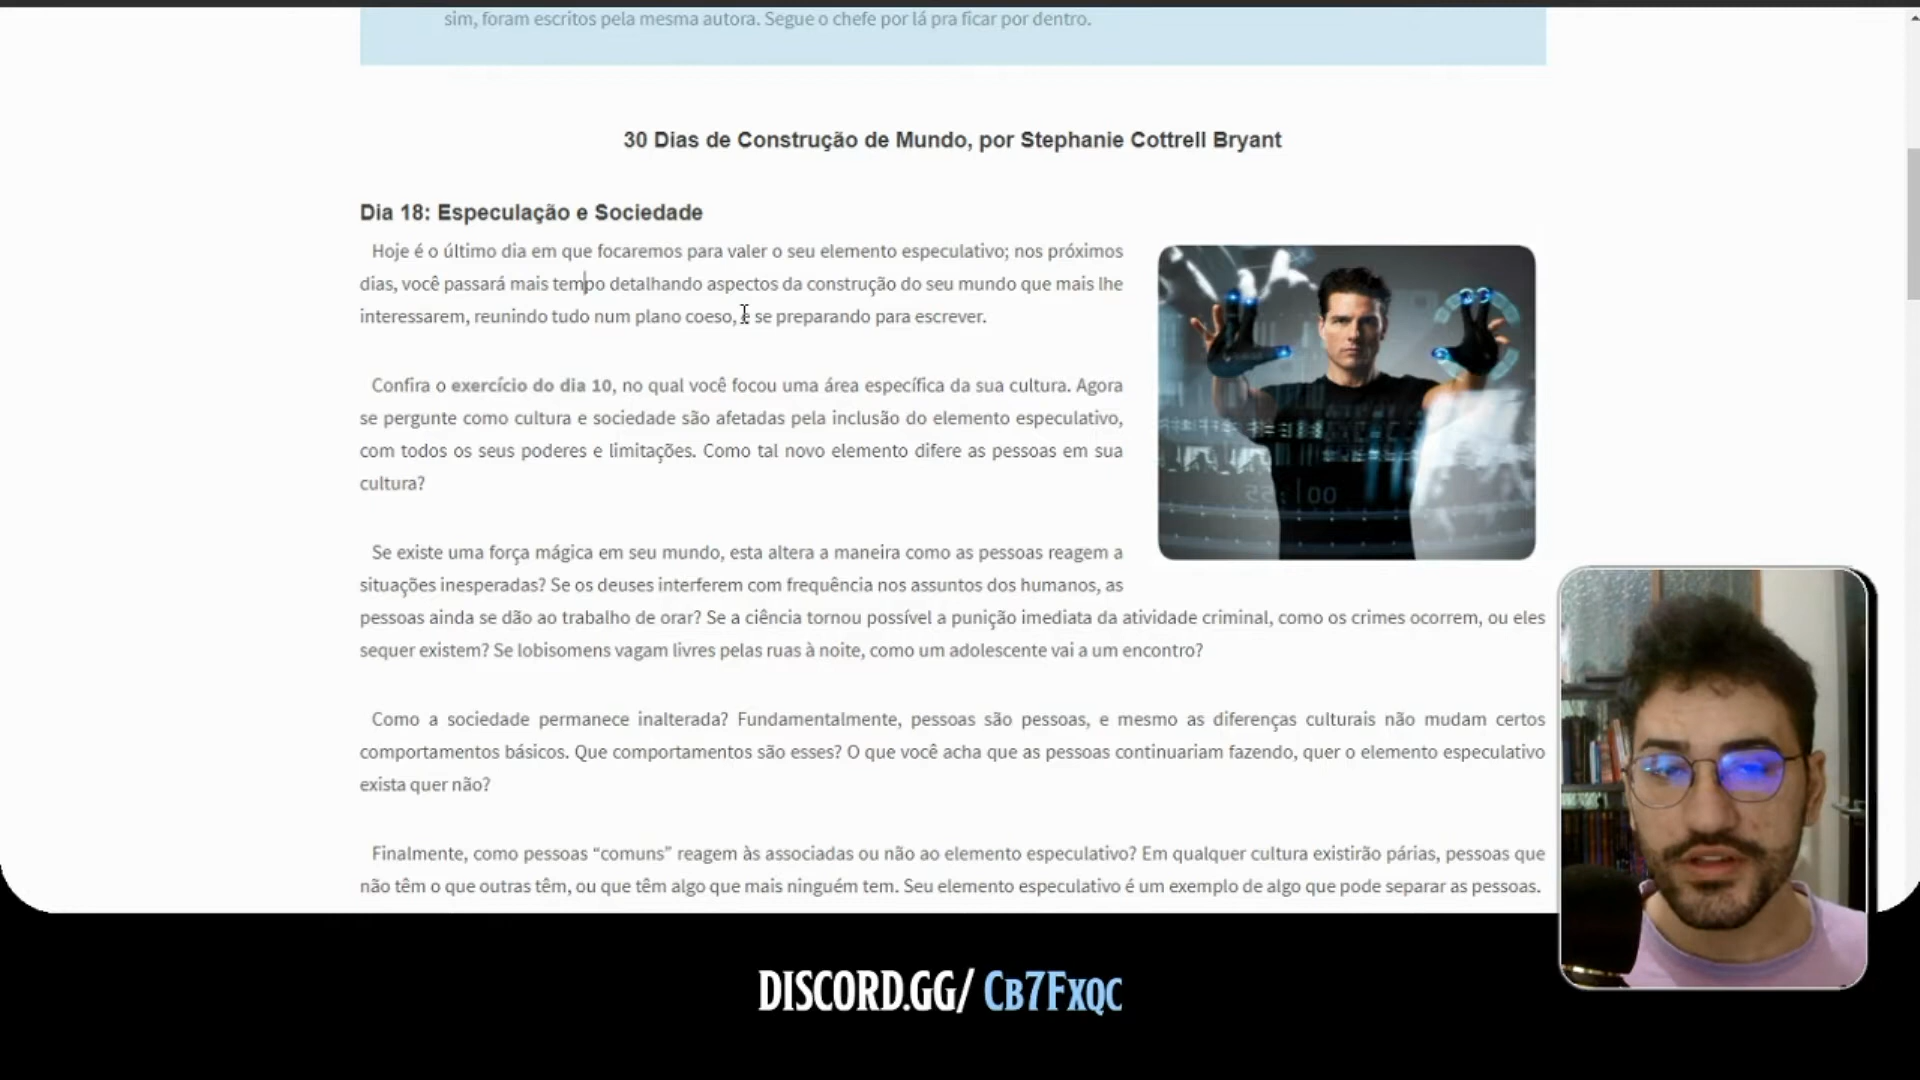 sim, foram escritos pela mesma autora. Segue o chefe por lá pra ficar por dentro.
30 Dias de Construção de Mundo, por Stephanie Cottrell Bryant
Dia 18: Especulação e Sociedade
Hoje é o último dia em que focaremos para valer o seu elemento especulativo; nos próximos
dias, você passará mais tempo detalhando aspectos da construção do seu mundo que mais lhe
interessarem, reunindo tudo num plano coeso, e se preparando para escrever.
Confira o exercício do dia 10, no qual você focou uma área específica da sua cultura. Agora
se pergunte como cultura e sociedade são afetadas pela inclusão do elemento especulativo,
com todos os seus poderes e limitações. Como tal novo elemento difere as pessoas em sua
cultura?
Se existe uma força mágica em seu mundo, esta altera a maneira como as pessoas reagem a
situações inesperadas? Se os deuses interferem com frequência nos assuntos dos humanos, as
pessoas ainda se dão ao trabalho de orar? Se a ciência tornou possível a punição imediata da atividade criminal, como os crimes ocorrem, ou eles
sequer existem? Se lobisomens vagam livres pelas ruas à noite, como um adolescente vai a um encontro?
Como a sociedade permanece inalterada? Fundamentalmente, pessoas são pessoas, e mesmo as diferenças culturais não mudam certos
comportamentos básicos. Que comportamentos são esses? O que você acha que as pessoas continuariam fazendo, quer o elemento especulativo
exista quer não?
Finalmente, como pessoas “comuns” reagem às associadas ou não ao elemento especulativo? Em qualquer cultura existirão párias, pessoas que
não têm o que outras têm, ou que têm algo que mais ninguém tem. Seu elemento especulativo é um exemplo de algo que pode separar as pessoas.
DISCORD.GG/ CB7FXQC